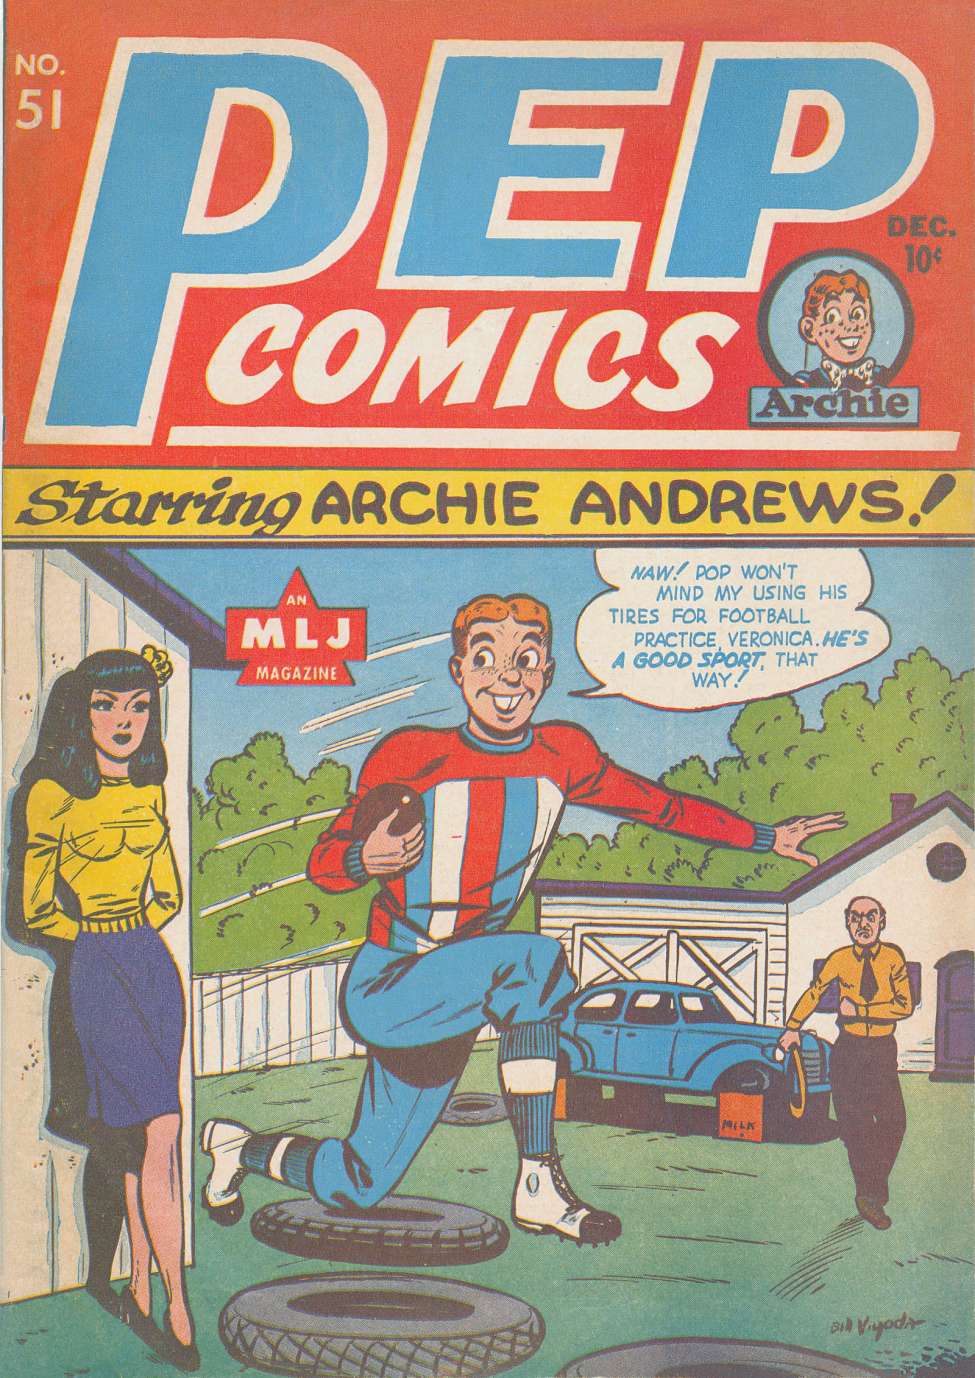 NO.
51
PEP
COMICS
DEC.
10¢
Archie
Starring ARCHIE ANDREWS!
AN
MLJ
MAGAZINE
NAW! POP WON'T
MIND MY USING HIS
TIRES FOR FOOTBALL
PRACTICE, VERONICA. HE'S
A GOOD SPORT, THAT
WAY!
MILK
Bill Vigoda